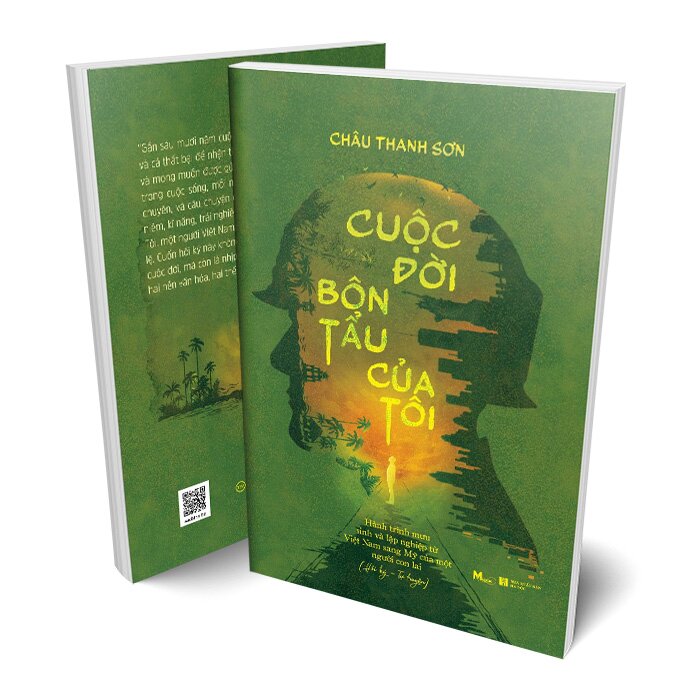 CHÂU THANH SƠN
CUỘC
ĐỜI
BÔN
TẨU
CỦA
TÔI
Hành trình mưu
sinh và lập nghiệp từ
Việt Nam sang Mỹ của một
người con lai
(Hồi ký - Tự truyện)
"Gần sáu mươi năm cuộ
và cả thất bại để nhận t
và mong muốn được gử
trong cuộc sống, mỗi n
chuyện, và câu chuyện
niệm, kĩ năng, trải nghiệ
Tôi, một người Việt Nam
lệ. Cuốn hồi ký này khôn
cuộc đời, mà còn là nhịp
hai nền văn hóa, hai thế